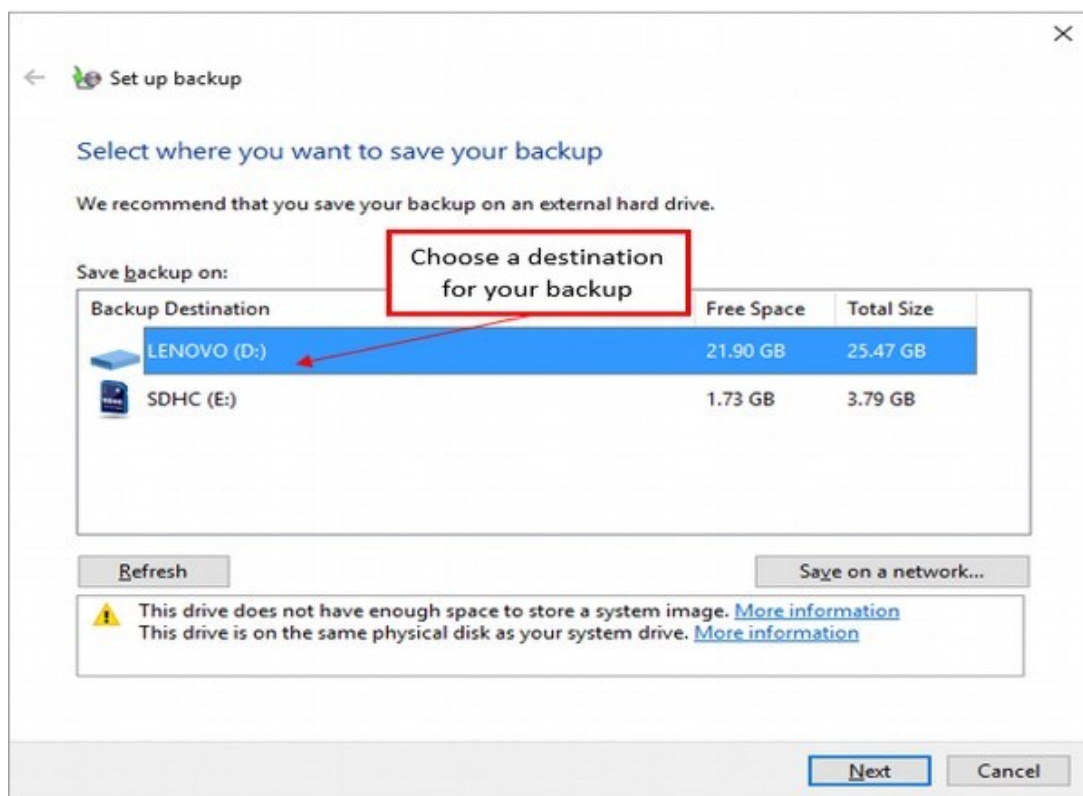 Set up backup
Select where you want to save your backup
We recommend that you save your backup on an external hard drive.
Choose a destination
for your backup
Save backup on:
Backup Destination Free Space Total Size
LENOVO (D:) 21.90 GB 25.47 GB
SDHC (E:) 1.73 GB 3.79 GB
Refresh Save on a network...
This drive does not have enough space to store a system image. More information
This drive is on the same physical disk as your system drive. More information
Next Cancel